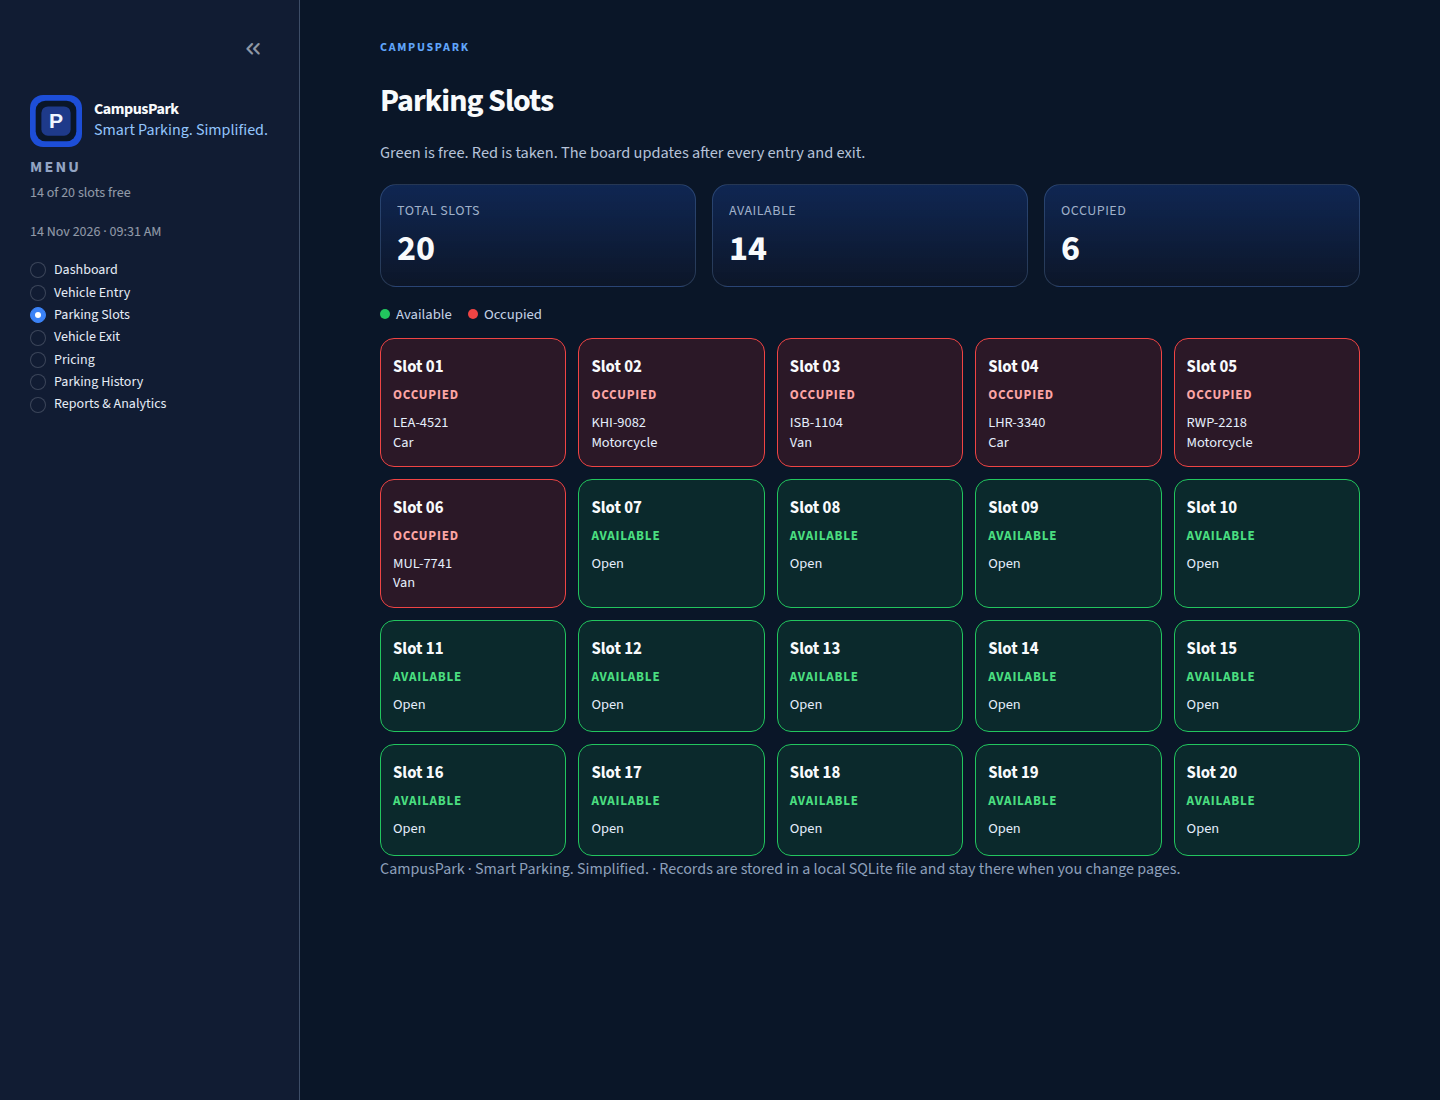 CampusPark
Smart Parking. Simplified.
MENU
14 of 20 slots free
14 Nov 2026 · 09:31 AM
Dashboard
Vehicle Entry
Parking Slots
Vehicle Exit
Pricing
Parking History
Reports & Analytics
CAMPUSPARK
Parking Slots
Green is free. Red is taken. The board updates after every entry and exit.
TOTAL SLOTS
20
AVAILABLE
14
OCCUPIED
6
Available
Occupied
Slot 01
OCCUPIED
LEA-4521
Car
Slot 02
OCCUPIED
KHI-9082
Motorcycle
Slot 03
OCCUPIED
ISB-1104
Van
Slot 04
OCCUPIED
LHR-3340
Car
Slot 05
OCCUPIED
RWP-2218
Motorcycle
Slot 06
OCCUPIED
MUL-7741
Van
Slot 07
AVAILABLE
Open
Slot 08
AVAILABLE
Open
Slot 09
AVAILABLE
Open
Slot 10
AVAILABLE
Open
Slot 11
AVAILABLE
Open
Slot 12
AVAILABLE
Open
Slot 13
AVAILABLE
Open
Slot 14
AVAILABLE
Open
Slot 15
AVAILABLE
Open
Slot 16
AVAILABLE
Open
Slot 17
AVAILABLE
Open
Slot 18
AVAILABLE
Open
Slot 19
AVAILABLE
Open
Slot 20
AVAILABLE
Open
CampusPark · Smart Parking. Simplified. · Records are stored in a local SQLite file and stay there when you change pages.
P